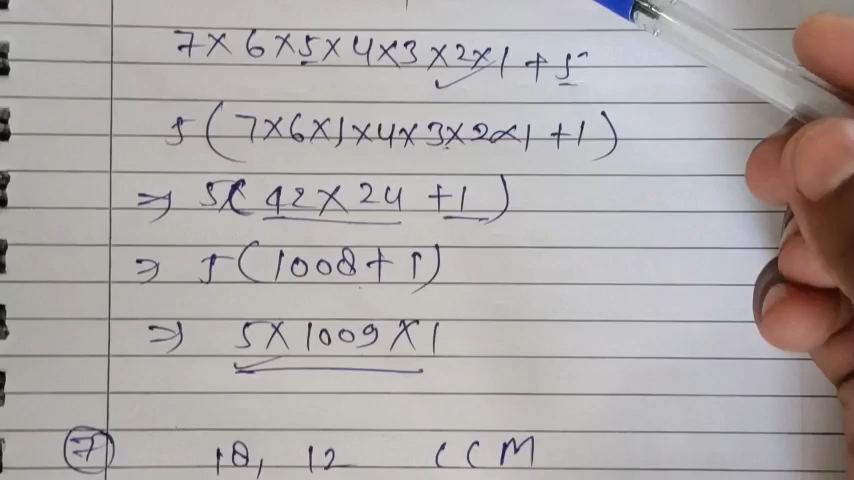 7 × 6 × 5 × 4 × 3 × 2 × 1 + 5
5 ( 7 × 6 × 1 × 4 × 3 × 2 × 1 + 1 )
⇒ 5 ( 42 × 24 + 1 )
⇒ 5 ( 1008 + 1 )
⇒ 5 × 1009 × 1
7 18, 12 LCM